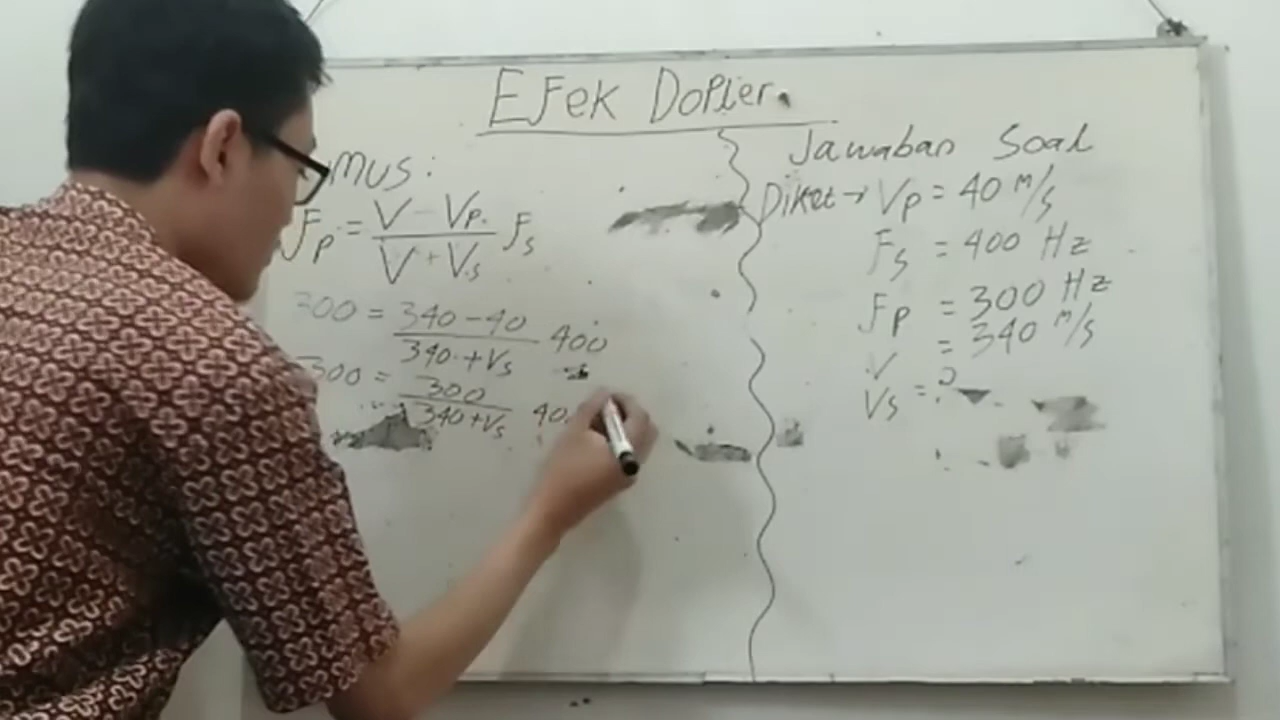 EFek DoPler.
mus:
Fp = V - Vp / V + Vs Fs
300 = 340-40 / 340+Vs 400
300 = 300 / 340+Vs 40
Jawaban Soal
Diket → Vp = 40 m/s
Fs = 400 Hz
Fp = 300 Hz
V = 340 m/s
Vs = ?